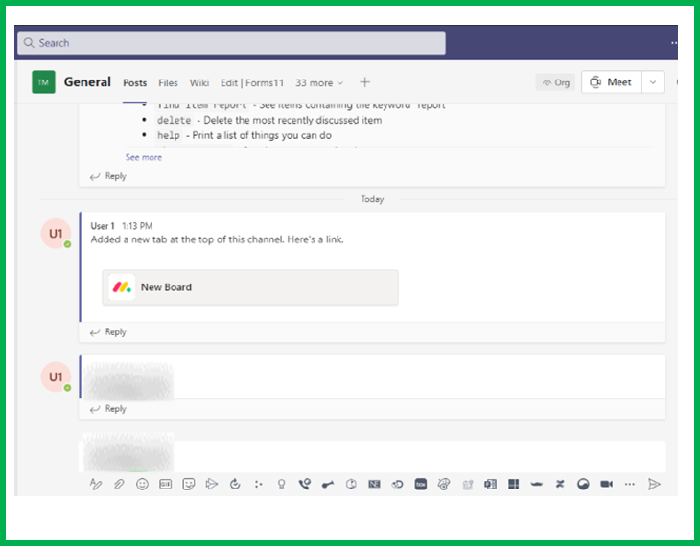 Search
TM General Posts Files Wiki Edit | Forms11 33 more Org Meet
find Item Report - See items containing the keyword "report"
delete - Delete the most recently discussed item
help - Print a list of things you can do
See more
Reply
Today
U1 User 1 1:13 PM
Added a new tab at the top of this channel. Here's a link.
New Board
Reply
U1
Reply
GIF